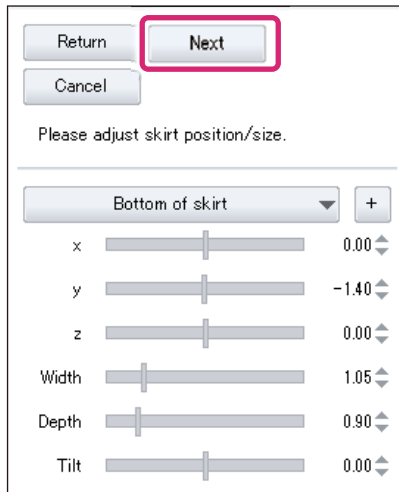 Return Next
Cancel
Please adjust skirt position/size.
Bottom of skirt +
x 0.00
y -1.40
z 0.00
Width 1.05
Depth 0.90
Tilt 0.00